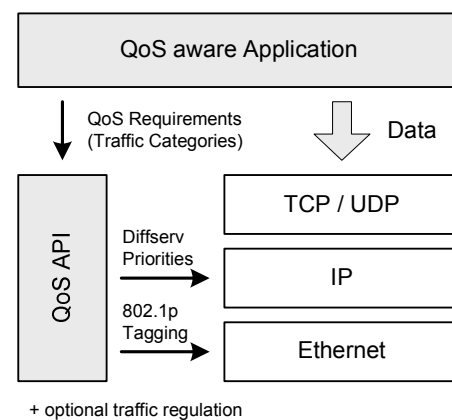 QoS aware Application
QoS Requirements
(Traffic Categories)
Data
QoS API
TCP / UDP
Diffserv
Priorities
IP
802.1p
Tagging
Ethernet
+ optional traffic regulation